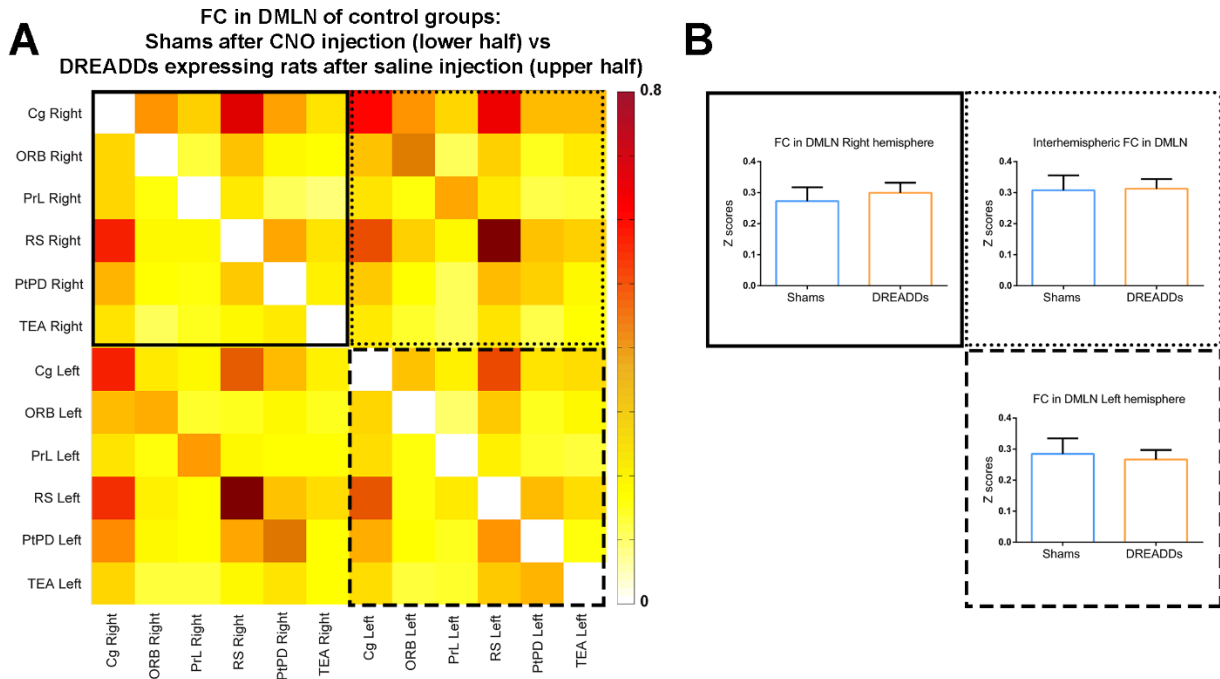 A
FC in DMLN of control groups:
Shams after CNO injection (lower half) vs
DREADDs expressing rats after saline injection (upper half)
Cg Right
ORB Right
PrL Right
RS Right
PtPD Right
TEA Right
Cg Left
ORB Left
PrL Left
RS Left
PtPD Left
TEA Left
Cg Right
ORB Right
PrL Right
RS Right
PtPD Right
TEA Right
Cg Left
ORB Left
PrL Left
RS Left
PtPD Left
TEA Left
0.8
0
B
FC in DMLN Right hemisphere
Z scores
0.4
0.3
0.2
0.1
0.0
Shams DREADDs
Interhemispheric FC in DMLN
Z scores
0.4
0.3
0.2
0.1
0.0
Shams DREADDs
FC in DMLN Left hemisphere
Z scores
0.4
0.3
0.2
0.1
0.0
Shams DREADDs